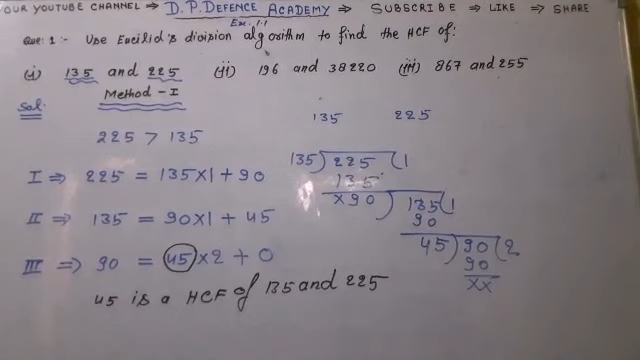 OUR YOUTUBE CHANNEL ⇒ D.P. DEFENCE ACADEMY ⇒ SUBSCRIBE ⇒ LIKE ⇒ SHARE
Ex. 1.1
Que: 1 :- Use Euclid's division algorithm to find the HCF of:
(i) 135 and 225 (ii) 196 and 38220 (iii) 867 and 255
Sol: Method - I
135 225
225 > 135
135) 225 (1
I ⇒ 225 = 135×1 + 90
135
×90) 135 (1
II ⇒ 135 = 90×1 + 45
90
45) 90 (2
III ⇒ 90 = 45×2 + 0
90
××
45 is a HCF of 135 and 225